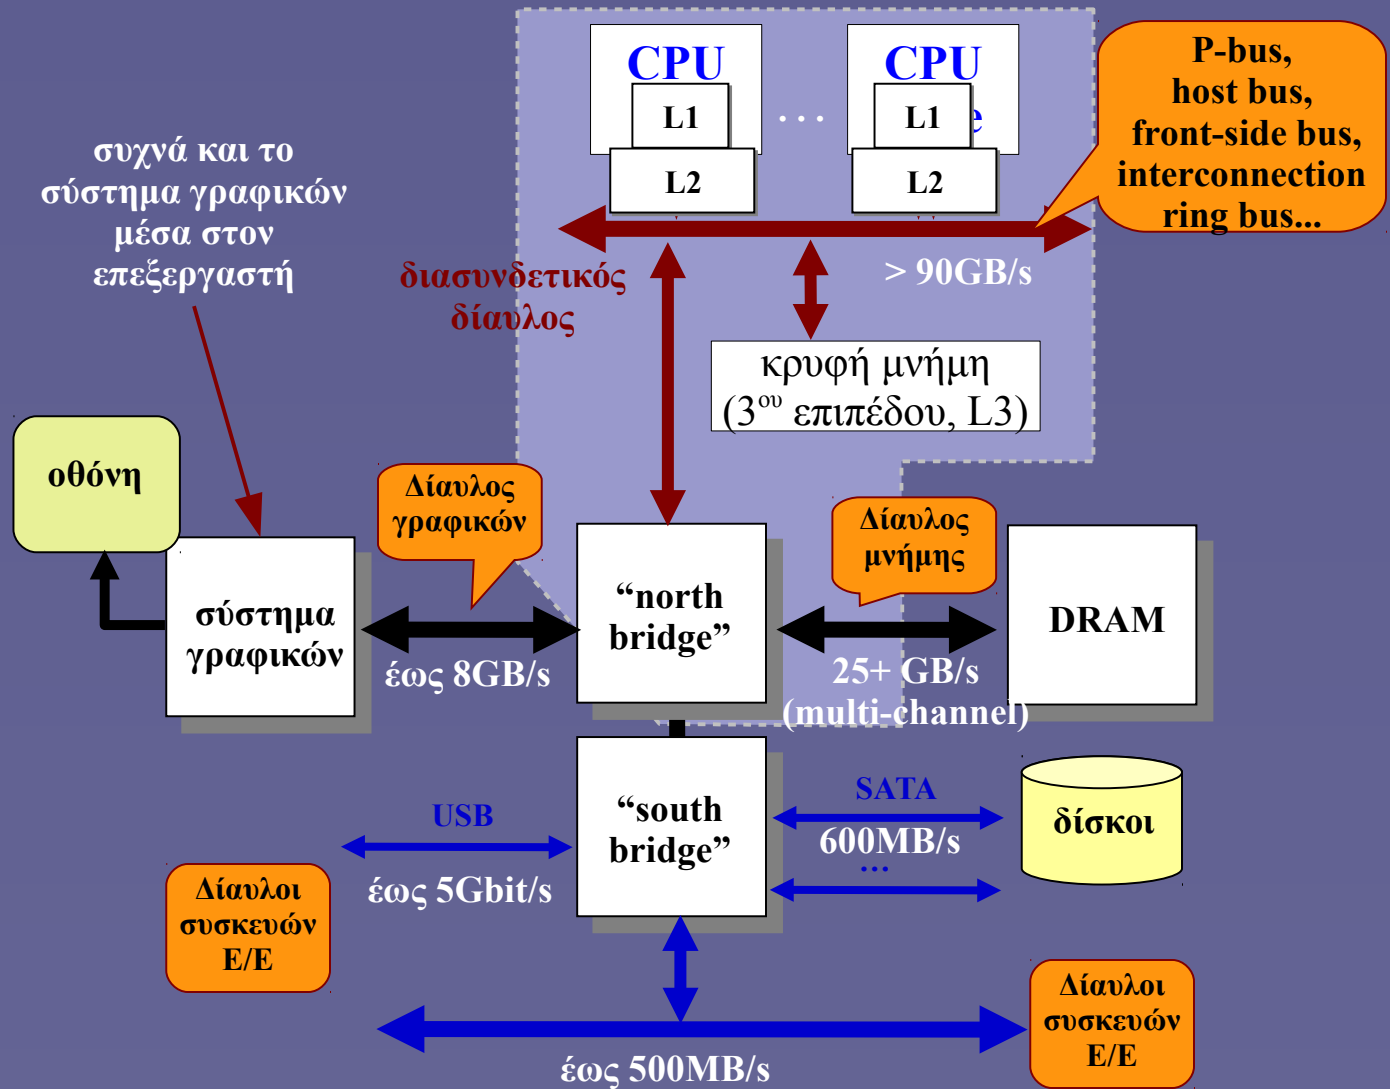 CPU
L1
L2
...
CPU
L1
e
L2
P-bus,
host bus,
front-side bus,
interconnection
ring bus...
συχνά και το
σύστημα γραφικών
μέσα στον
επεξεργαστή
διασυνδετικός
δίαυλος
> 90GB/s
κρυφή μνήμη
(3ου επιπέδου, L3)
οθόνη
Δίαυλος
γραφικών
Δίαυλος
μνήμης
σύστημα
γραφικών
έως 8GB/s
“north
bridge”
25+ GB/s
(multi-channel)
DRAM
USB
έως 5Gbit/s
“south
bridge”
SATA
600MB/s
...
δίσκοι
Δίαυλοι
συσκευών
Ε/Ε
Δίαυλοι
συσκευών
Ε/Ε
έως 500MB/s